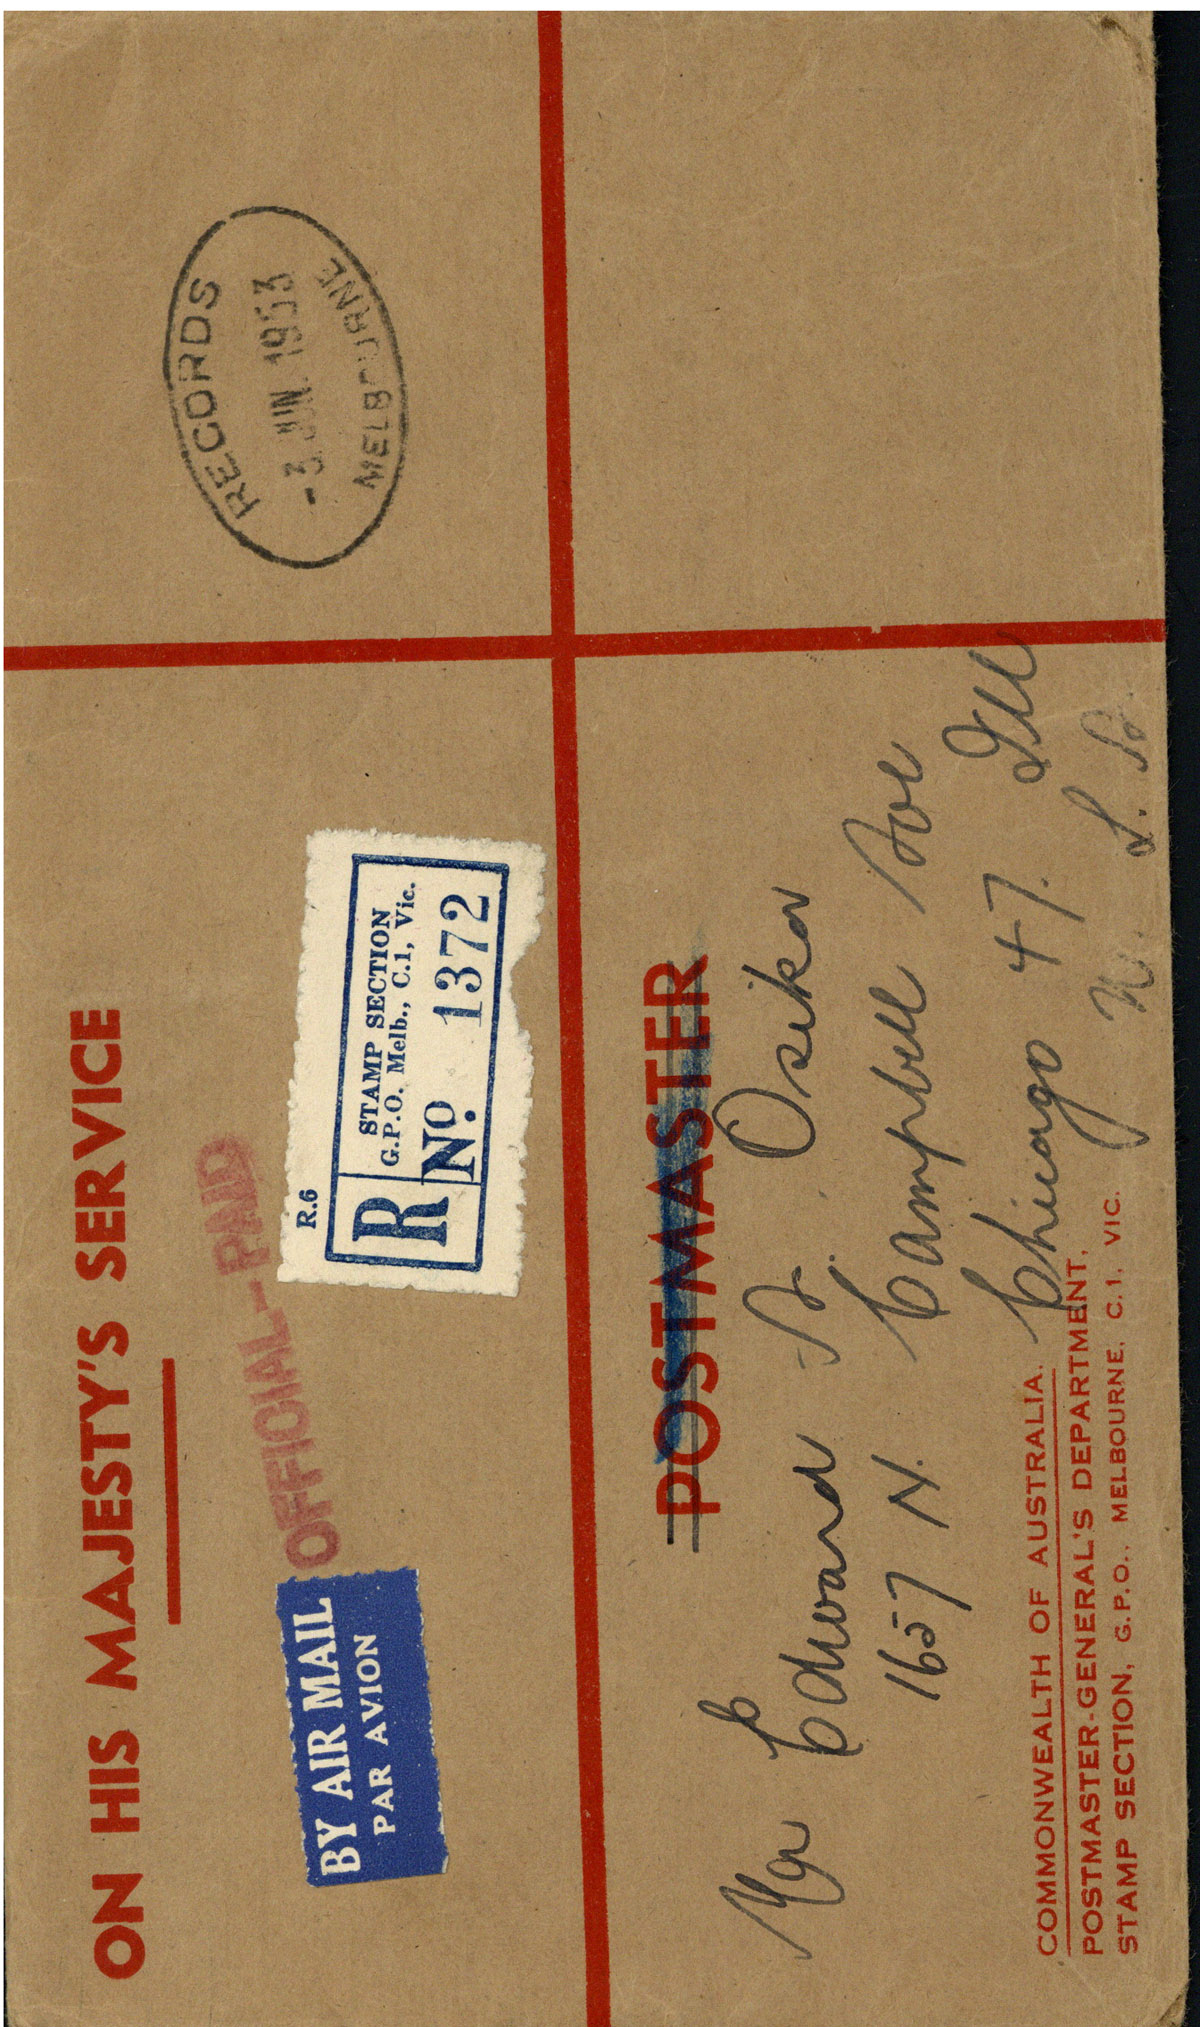 ON HIS MAJESTY'S SERVICE
RECORDS
-3 JUN. 1953
MELBOURNE
OFFICIAL-PAID
BY AIR MAIL
PAR AVION
R.6
R
STAMP SECTION
G.P.O. Melb., C.1, Vic.
No. 1372
POSTMASTER
Mr Edward A. Osika
1657 N. Campbell Ave
Chicago 47. Ill
U. S. A.
COMMONWEALTH OF AUSTRALIA.
POSTMASTER-GENERAL'S DEPARTMENT,
STAMP SECTION, G.P.O., MELBOURNE, C.1, VIC.